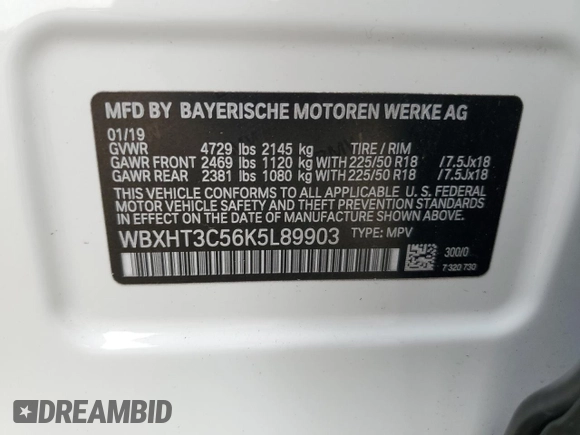 MFD BY BAYERISCHE MOTOREN WERKE AG
01/19
GVWR 4729 lbs 2145 kg TIRE / RIM
GAWR FRONT 2469 lbs 1120 kg WITH 225/50 R18 /7.5Jx18
GAWR REAR 2381 lbs 1080 kg WITH 225/50 R18 /7.5Jx18
THIS VEHICLE CONFORMS TO ALL APPLICABLE U. S. FEDERAL
MOTOR VEHICLE SAFETY, BUMPER, AND THEFT PREVENTION
STANDARDS IN EFFECT ON THE DATE OF MANUFACTURE SHOWN ABOVE.
WBXHT3C56K5L89903 TYPE: MPV
300/0
7 320 730
DREAMBID